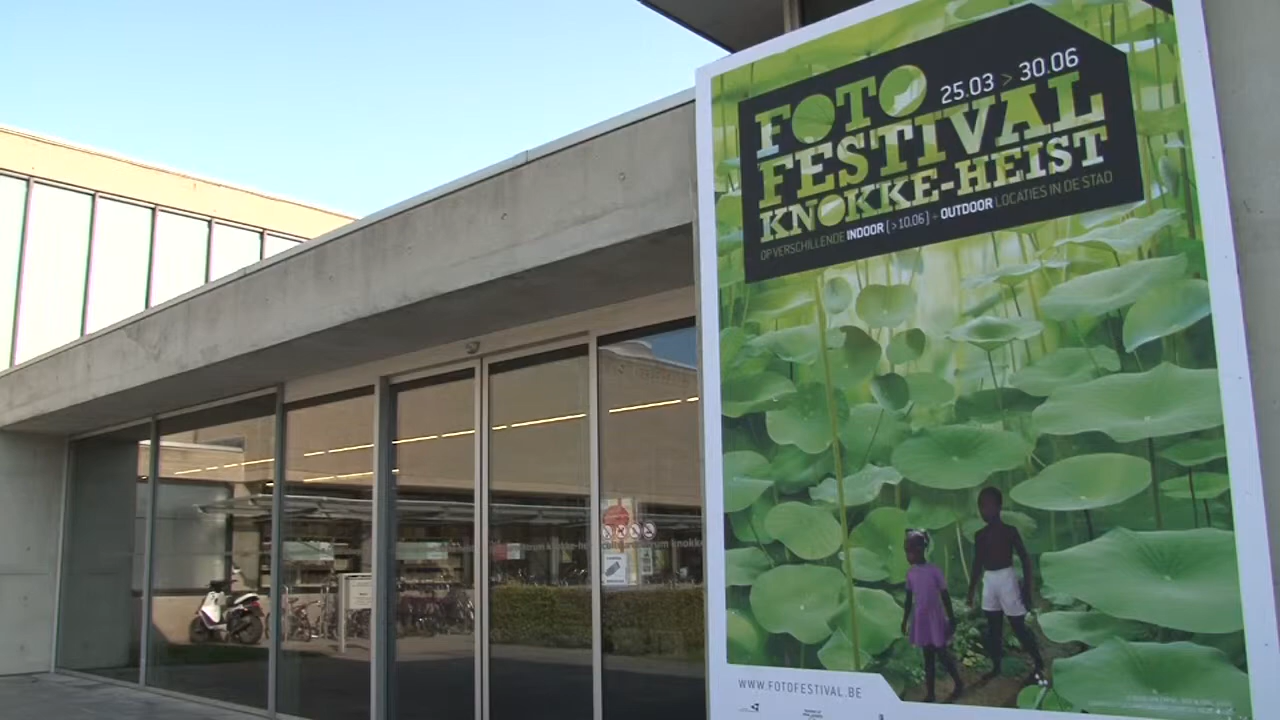 25.03 > 30.06
FOTO
FESTIVAL
KNOKKE-HEIST
OP VERSCHILLENDE INDOOR (>10.06) + OUTDOOR LOCATIES IN DE STAD
WWW.FOTOFESTIVAL.BE